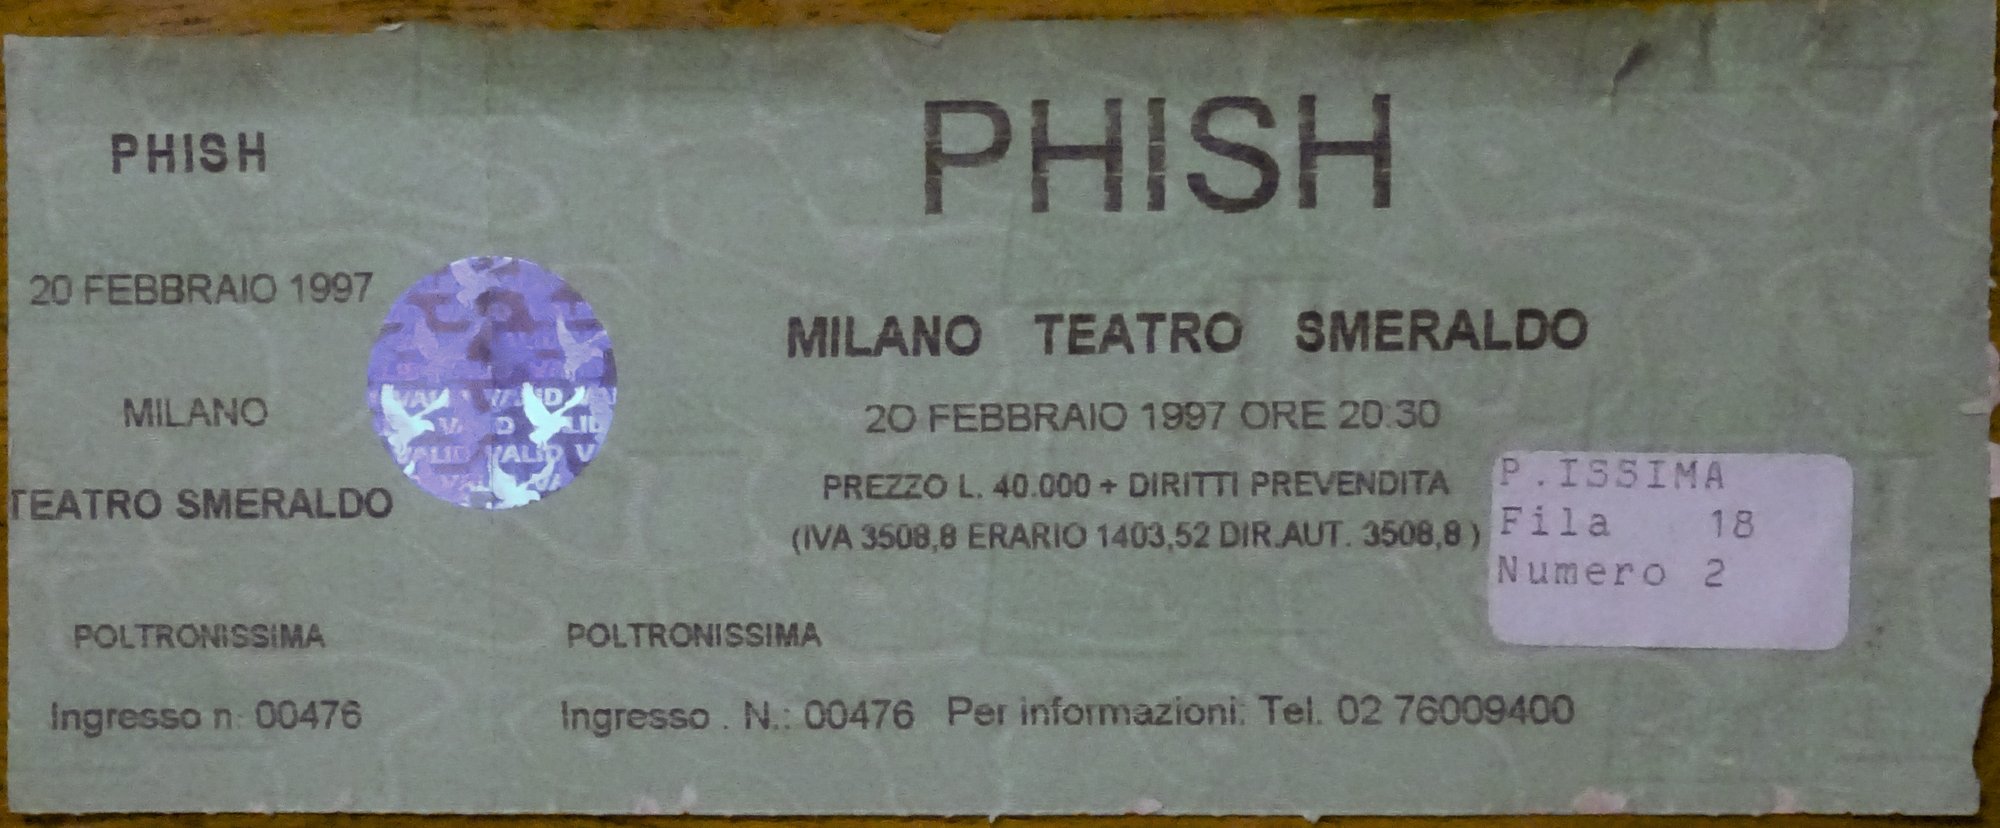 PHISH
20 FEBBRAIO 1997
MILANO
TEATRO SMERALDO
POLTRONISSIMA
Ingresso n: 00476
VALID VALID
PHISH
MILANO TEATRO SMERALDO
20 FEBBRAIO 1997 ORE 20:30
PREZZO L. 40.000 + DIRITTI PREVENDITA
(IVA 3508,8 ERARIO 1403,52 DIR.AUT. 3508,8 )
P.ISSIMA
Fila 18
Numero 2
POLTRONISSIMA
Ingresso . N.: 00476 Per informazioni: Tel. 02 76009400